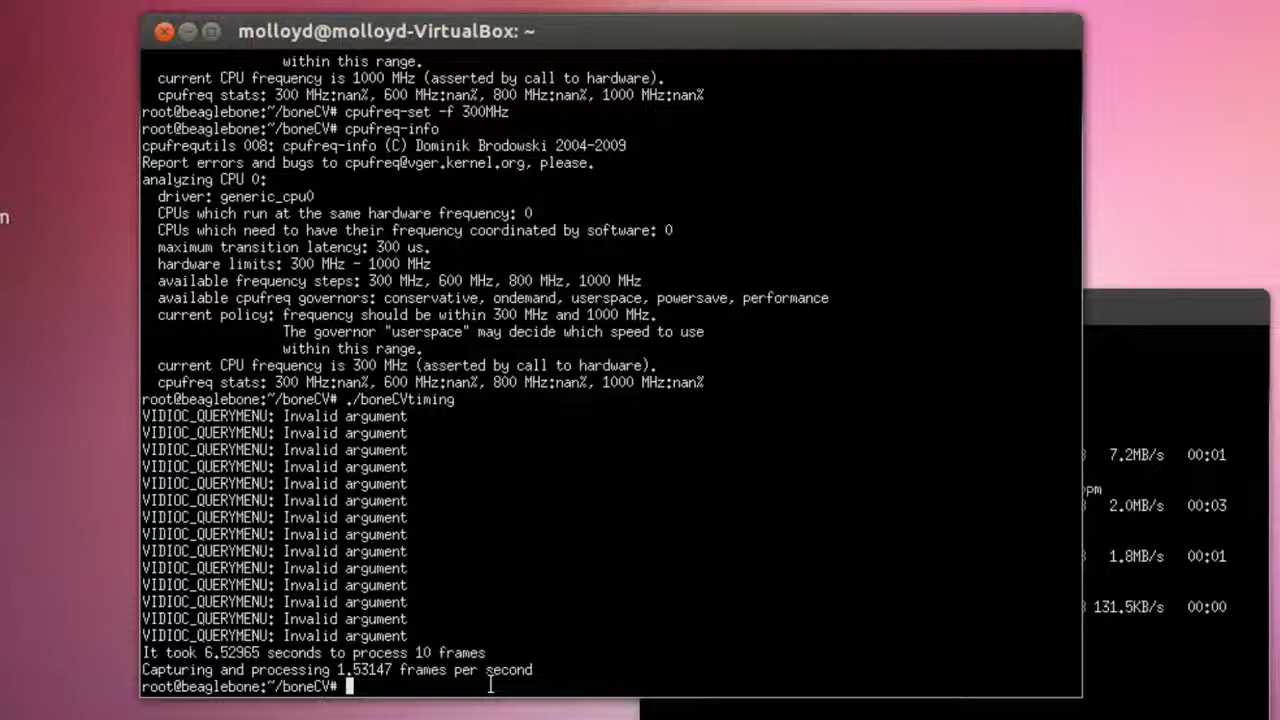 molloyd@molloyd-VirtualBox: ~
within this range.
current CPU frequency is 1000 MHz (asserted by call to hardware).
cpufreq stats: 300 MHz:nan%, 600 MHz:nan%, 800 MHz:nan%, 1000 MHz:nan%
root@beaglebone:~/boneCV# cpufreq-set -f 300MHz
root@beaglebone:~/boneCV# cpufreq-info
cpufrequtils 008: cpufreq-info (C) Dominik Brodowski 2004-2009
Report errors and bugs to cpufreq@vger.kernel.org, please.
analyzing CPU 0:
driver: generic_cpu0
CPUs which run at the same hardware frequency: 0
CPUs which need to have their frequency coordinated by software: 0
maximum transition latency: 300 us.
hardware limits: 300 MHz - 1000 MHz
available frequency steps: 300 MHz, 600 MHz, 800 MHz, 1000 MHz
available cpufreq governors: conservative, ondemand, userspace, powersave, performance
current policy: frequency should be within 300 MHz and 1000 MHz.
The governor "userspace" may decide which speed to use
within this range.
current CPU frequency is 300 MHz (asserted by call to hardware).
cpufreq stats: 300 MHz:nan%, 600 MHz:nan%, 800 MHz:nan%, 1000 MHz:nan%
root@beaglebone:~/boneCV# ./boneCVtiming
VIDIOC_QUERYMENU: Invalid argument
VIDIOC_QUERYMENU: Invalid argument
VIDIOC_QUERYMENU: Invalid argument
VIDIOC_QUERYMENU: Invalid argument
VIDIOC_QUERYMENU: Invalid argument
VIDIOC_QUERYMENU: Invalid argument
VIDIOC_QUERYMENU: Invalid argument
VIDIOC_QUERYMENU: Invalid argument
VIDIOC_QUERYMENU: Invalid argument
VIDIOC_QUERYMENU: Invalid argument
VIDIOC_QUERYMENU: Invalid argument
VIDIOC_QUERYMENU: Invalid argument
VIDIOC_QUERYMENU: Invalid argument
VIDIOC_QUERYMENU: Invalid argument
It took 6.52965 seconds to process 10 frames
Capturing and processing 1.53147 frames per second
root@beaglebone:~/boneCV#
7.2MB/s 00:01
ppm
2.0MB/s 00:03
1.8MB/s 00:01
131.5KB/s 00:00